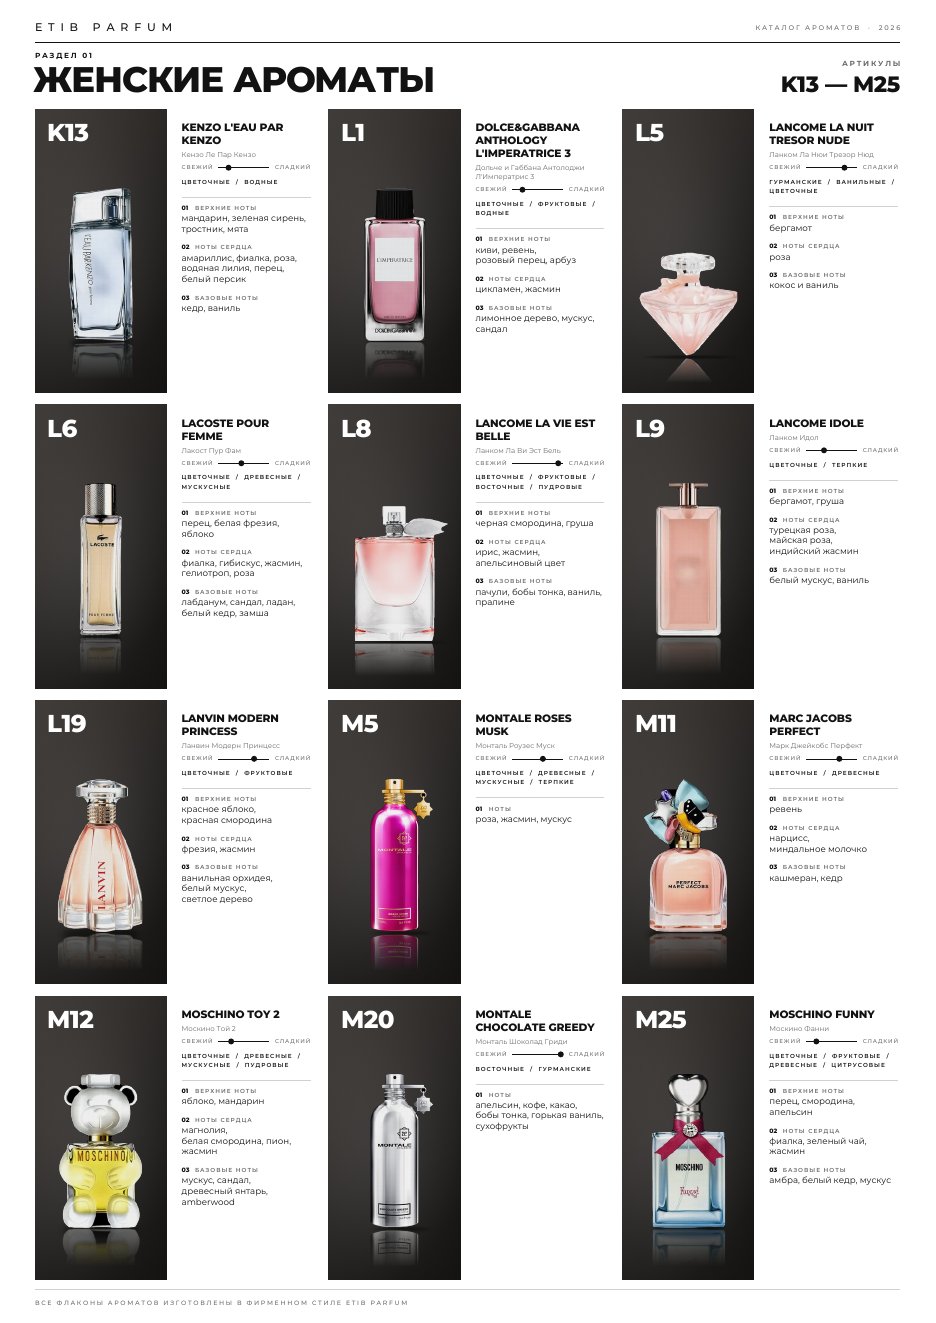 ETIB PARFUM
КАТАЛОГ АРОМАТОВ · 2026
РАЗДЕЛ 01
ЖЕНСКИЕ АРОМАТЫ
АРТИКУЛЫ
K13 — M25
K13
KENZO L'EAU PAR
KENZO
Кензо Ле Пар Кензо
СВЕЖИЙ СЛАДКИЙ
ЦВЕТОЧНЫЕ / ВОДНЫЕ
01 ВЕРХНИЕ НОТЫ
мандарин, зеленая сирень,
тростник, мята
02 НОТЫ СЕРДЦА
амариллис, фиалка, роза,
водяная лилия, перец,
белый персик
03 БАЗОВЫЕ НОТЫ
кедр, ваниль
L1
L'IMPERATRICE
DOLCE&GABBANA
DOLCE&GABBANA
ANTHOLOGY
L'IMPERATRICE 3
Дольче и Габбана Антолоджи
Л'Императрис 3
СВЕЖИЙ СЛАДКИЙ
ЦВЕТОЧНЫЕ / ФРУКТОВЫЕ /
ВОДНЫЕ
01 ВЕРХНИЕ НОТЫ
киви, ревень,
розовый перец, арбуз
02 НОТЫ СЕРДЦА
цикламен, жасмин
03 БАЗОВЫЕ НОТЫ
лимонное дерево, мускус,
сандал
L5
LANCOME LA NUIT
TRESOR NUDE
Ланком Ла Нюи Трезор Нюд
СВЕЖИЙ СЛАДКИЙ
ГУРМАНСКИЕ / ВАНИЛЬНЫЕ /
ЦВЕТОЧНЫЕ
01 ВЕРХНИЕ НОТЫ
бергамот
02 НОТЫ СЕРДЦА
роза
03 БАЗОВЫЕ НОТЫ
кокос и ваниль
L6
LACOSTE
POUR FEMME
LACOSTE POUR
FEMME
Лакост Пур Фам
СВЕЖИЙ СЛАДКИЙ
ЦВЕТОЧНЫЕ / ДРЕВЕСНЫЕ /
МУСКУСНЫЕ
01 ВЕРХНИЕ НОТЫ
перец, белая фрезия,
яблоко
02 НОТЫ СЕРДЦА
фиалка, гибискус, жасмин,
гелиотроп, роза
03 БАЗОВЫЕ НОТЫ
лабданум, сандал, ладан,
белый кедр, замша
L8
LANCOME LA VIE EST
BELLE
Ланком Ла Ви Эст Бель
СВЕЖИЙ СЛАДКИЙ
ЦВЕТОЧНЫЕ / ФРУКТОВЫЕ /
ВОСТОЧНЫЕ / ПУДРОВЫЕ
01 ВЕРХНИЕ НОТЫ
черная смородина, груша
02 НОТЫ СЕРДЦА
ирис, жасмин,
апельсиновый цвет
03 БАЗОВЫЕ НОТЫ
пачули, бобы тонка, ваниль,
пралине
L9
LANCOME IDOLE
Ланком Идол
СВЕЖИЙ СЛАДКИЙ
ЦВЕТОЧНЫЕ / ТЕРПКИЕ
01 ВЕРХНИЕ НОТЫ
бергамот, груша
02 НОТЫ СЕРДЦА
турецкая роза,
майская роза,
индийский жасмин
03 БАЗОВЫЕ НОТЫ
белый мускус, ваниль
L19
LANVIN
LANVIN MODERN
PRINCESS
Ланвин Модерн Принцесс
СВЕЖИЙ СЛАДКИЙ
ЦВЕТОЧНЫЕ / ФРУКТОВЫЕ
01 ВЕРХНИЕ НОТЫ
красное яблоко,
красная смородина
02 НОТЫ СЕРДЦА
фрезия, жасмин
03 БАЗОВЫЕ НОТЫ
ванильная орхидея,
белый мускус,
светлое дерево
M5
MONTALE
MONTALE ROSES
MUSK
Монталь Роузес Муск
СВЕЖИЙ СЛАДКИЙ
ЦВЕТОЧНЫЕ / ДРЕВЕСНЫЕ /
МУСКУСНЫЕ / ТЕРПКИЕ
01 НОТЫ
роза, жасмин, мускус
M11
PERFECT
MARC JACOBS
MARC JACOBS
PERFECT
Марк Джейкобс Перфект
СВЕЖИЙ СЛАДКИЙ
ЦВЕТОЧНЫЕ / ДРЕВЕСНЫЕ
01 ВЕРХНИЕ НОТЫ
ревень
02 НОТЫ СЕРДЦА
нарцисс,
миндальное молочко
03 БАЗОВЫЕ НОТЫ
кашмеран, кедр
M12
MOSCHINO
MOSCHINO TOY 2
Москино Той 2
СВЕЖИЙ СЛАДКИЙ
ЦВЕТОЧНЫЕ / ДРЕВЕСНЫЕ /
МУСКУСНЫЕ / ПУДРОВЫЕ
01 ВЕРХНИЕ НОТЫ
яблоко, мандарин
02 НОТЫ СЕРДЦА
магнолия,
белая смородина, пион,
жасмин
03 БАЗОВЫЕ НОТЫ
мускус, сандал,
древесный янтарь,
amberwood
M20
MONTALE
MONTALE
CHOCOLATE GREEDY
Монталь Шоколад Гриди
СВЕЖИЙ СЛАДКИЙ
ВОСТОЧНЫЕ / ГУРМАНСКИЕ
01 НОТЫ
апельсин, кофе, какао,
бобы тонка, горькая ваниль,
сухофрукты
M25
MOSCHINO
Funny!
MOSCHINO FUNNY
Москино Фанни
СВЕЖИЙ СЛАДКИЙ
ЦВЕТОЧНЫЕ / ФРУКТОВЫЕ /
ДРЕВЕСНЫЕ / ЦИТРУСОВЫЕ
01 ВЕРХНИЕ НОТЫ
перец, смородина,
апельсин
02 НОТЫ СЕРДЦА
фиалка, зеленый чай,
жасмин
03 БАЗОВЫЕ НОТЫ
амбра, белый кедр, мускус
ВСЕ ФЛАКОНЫ АРОМАТОВ ИЗГОТОВЛЕНЫ В ФИРМЕННОМ СТИЛЕ ETIB PARFUM